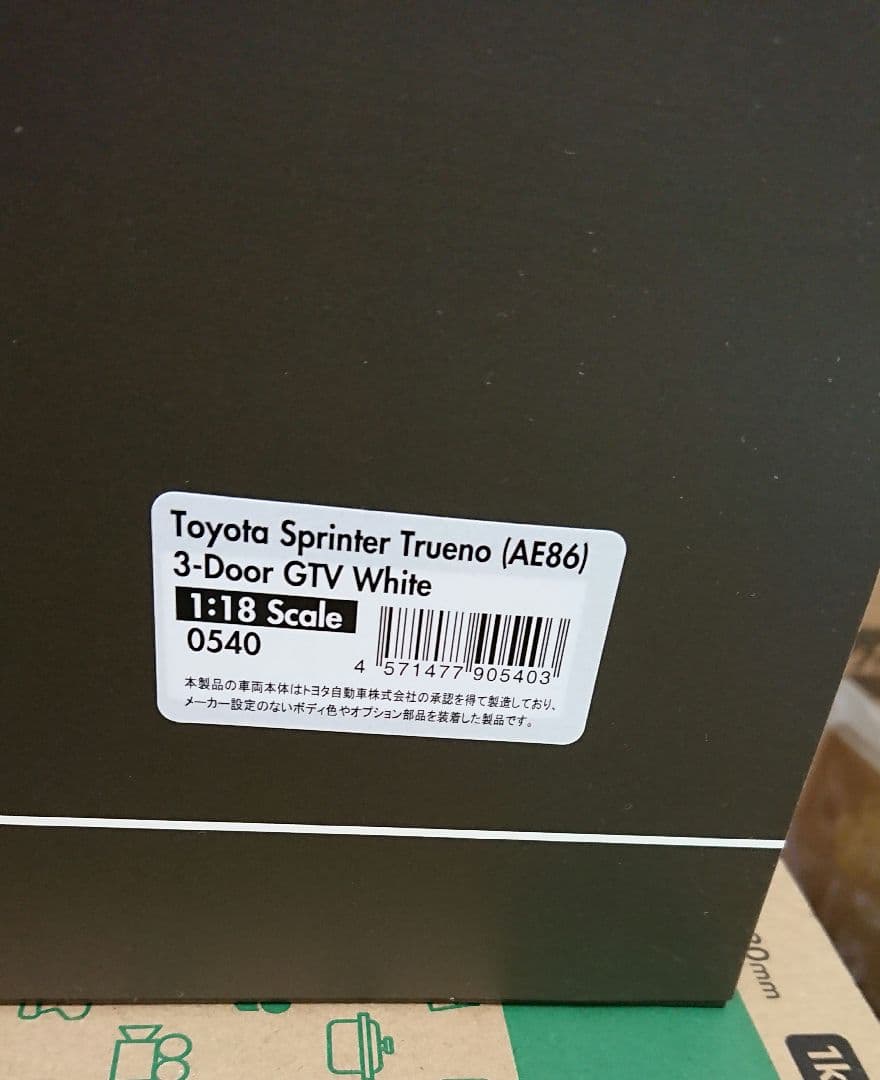 Toyota Sprinter Trueno (AE86)
3-Door GTV White
1:18 Scale
0540
4 571477 905403
本製品の車両本体はトヨタ自動車株式会社の承認を得て製造しており、
メーカー設定のないボディ色やオプション部品を装着した製品です。